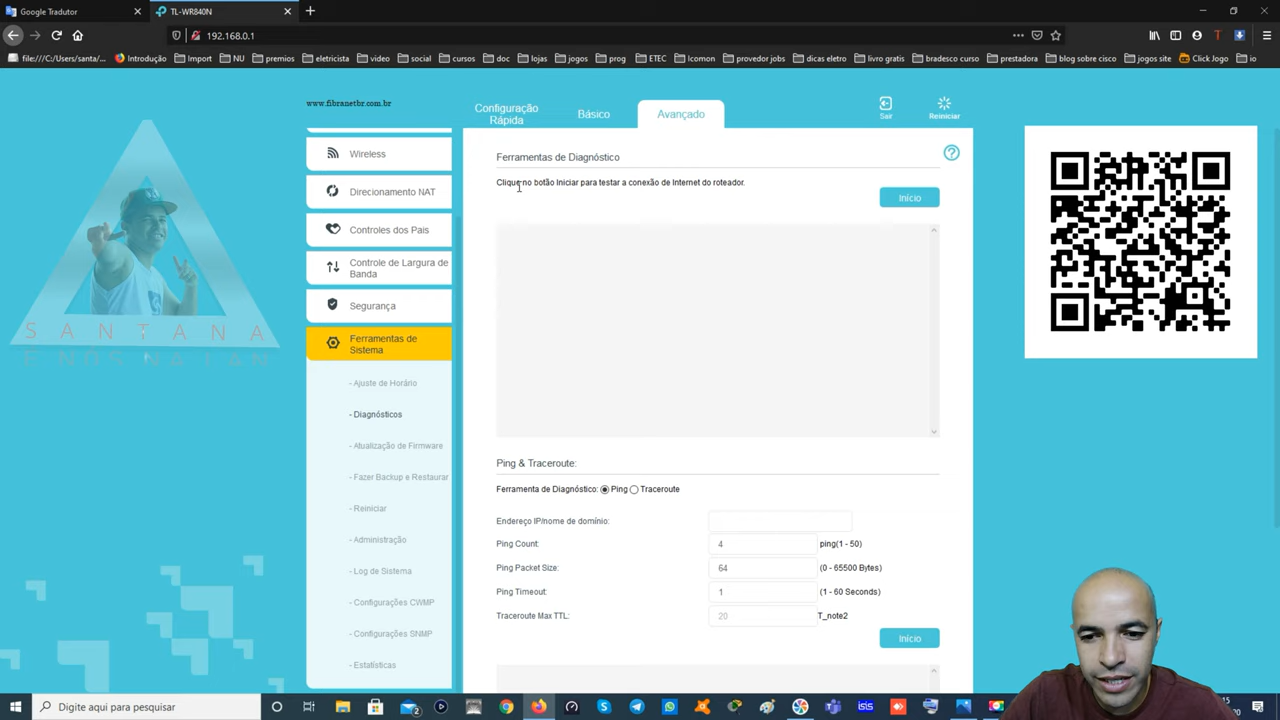 Google Tradutor
TL-WR840N
192.168.0.1
file:///C:/Users/santa/… Introdução Import NU premios eletricista video social cursos doc lojas jogos prog ETEC Icomon provedor jobs dicas eletro livro gratis bradesco curso prestadora blog sobre cisco Click Jogo jogos site io
www.fibranetbr.com.br
Configuração Rápida
Básico
Avançado
Sair
Reiniciar
Wireless
Direcionamento NAT
Controles dos Pais
Controle de Largura de
Banda
Segurança
Ferramentas de
Sistema
- Ajuste de Horário
- Diagnósticos
- Atualização de Firmware
- Fazer Backup e Restaurar
- Reiniciar
- Administração
- Log de Sistema
- Configurações CWMP
- Configurações SNMP
- Estatísticas
Ferramentas de Diagnóstico
Clique no botão Iniciar para testar a conexão de Internet do roteador.
Início
Ping & Traceroute:
Ferramenta de Diagnóstico: Ping Traceroute
Endereço IP/nome de domínio:
Ping Count: 4 ping(1 - 50)
Ping Packet Size: 64 (0 - 65500 Bytes)
Ping Timeout: 1 (1 - 60 Seconds)
Traceroute Max TTL: 20 T_note2
Início
SANTANA
Digite aqui para pesquisar